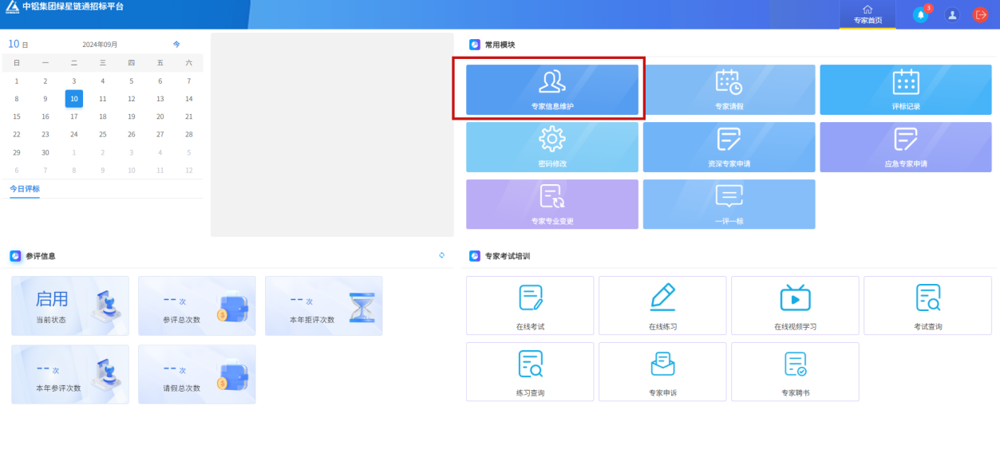 中铝集团绿星链通招标平台
专家首页
3
10 日 2024年09月 今
日 一 二 三 四 五 六
1 2 3 4 5 6 7
8 9 10 11 12 13 14
15 16 17 18 19 20 21
22 23 24 25 26 27 28
29 30 1 2 3 4 5
6 7 8 9 10 11 12
今日评标
常用模块
专家信息维护 专家请假 评标记录
密码修改 资深专家申请 应急专家申请
专家专业变更 一评一标
参评信息
启用
当前状态
-- 次
参评总次数
-- 次
本年拒评次数
-- 次
本年参评次数
-- 次
请假总次数
专家考试培训
在线考试 在线练习 在线视频学习 考试查询
练习查询 专家申诉 专家聘书